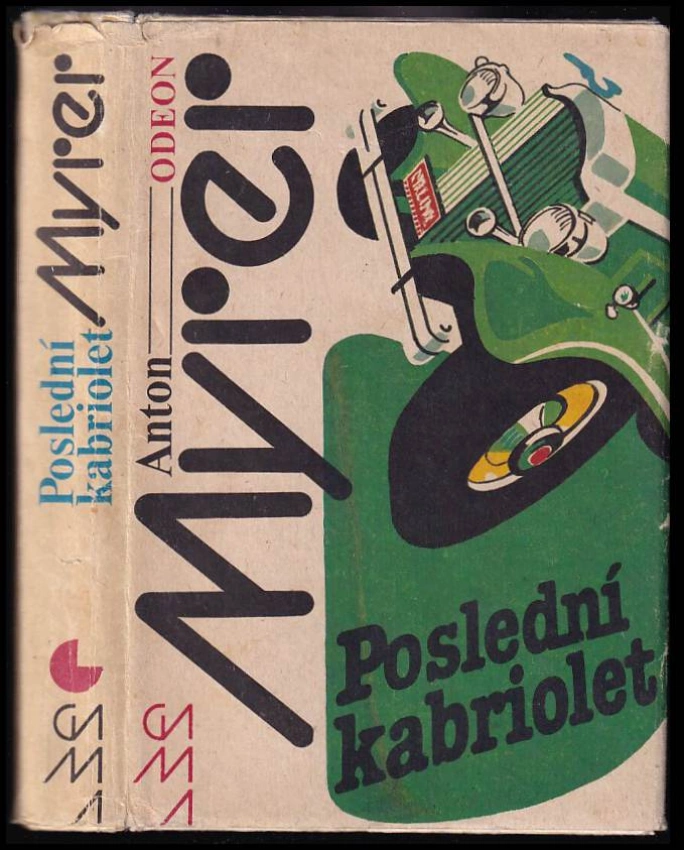 Myrer
Poslední
kabriolet
Anton
ODEON
Myrer
Poslední
kabriolet